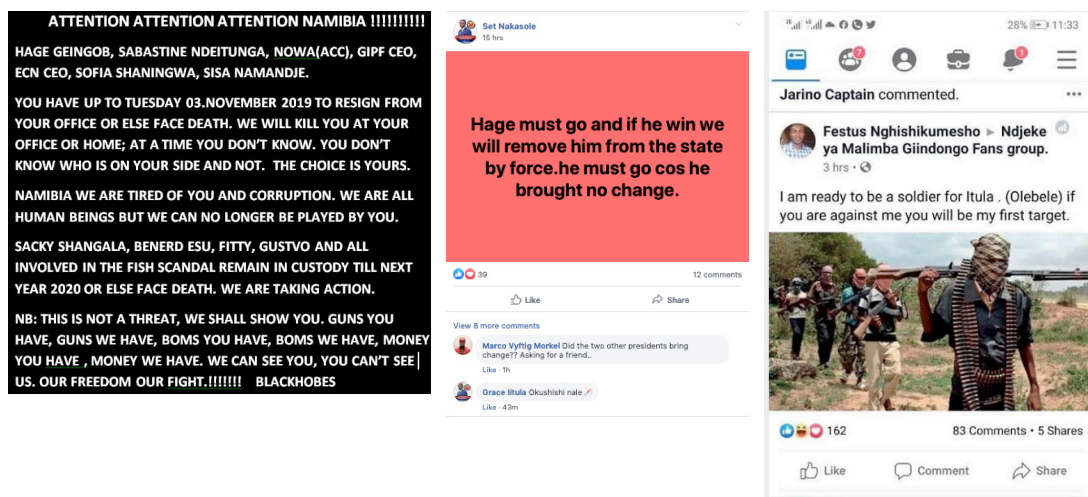 ATTENTION ATTENTION ATTENTION NAMIBIA !!!!!!!!!!
HAGE GEINGOB, SABASTINE NDEITUNGA, NOWA(ACC), GIPF CEO,
ECN CEO, SOFIA SHANINGWA, SISA NAMANDJE.
YOU HAVE UP TO TUESDAY 03.NOVEMBER 2019 TO RESIGN FROM
YOUR OFFICE OR ELSE FACE DEATH. WE WILL KILL YOU AT YOUR
OFFICE OR HOME; AT A TIME YOU DON'T KNOW. YOU DON'T
KNOW WHO IS ON YOUR SIDE AND NOT. THE CHOICE IS YOURS.
NAMIBIA WE ARE TIRED OF YOU AND CORRUPTION. WE ARE ALL
HUMAN BEINGS BUT WE CAN NO LONGER BE PLAYED BY YOU.
SACKY SHANGALA, BENERD ESU, FITTY, GUSTVO AND ALL
INVOLVED IN THE FISH SCANDAL REMAIN IN CUSTODY TILL NEXT
YEAR 2020 OR ELSE FACE DEATH. WE ARE TAKING ACTION.
NB: THIS IS NOT A THREAT, WE SHALL SHOW YOU. GUNS YOU
HAVE, GUNS WE HAVE, BOMS YOU HAVE, BOMS WE HAVE, MONEY
YOU HAVE , MONEY WE HAVE. WE CAN SEE YOU, YOU CAN'T SEE
US. OUR FREEDOM OUR FIGHT.!!!!!!! BLACKHOBES
Set Nakasole
15 hrs
Hage must go and if he win we
will remove him from the state
by force.he must go cos he
brought no change.
39
12 comments
Like
Share
View 8 more comments
Marco Vyftig Morkel Did the two other presidents bring
change?? Asking for a friend..
Like · 1h
Grace Iitula Okushishi nale
Like · 43m
28% 11:33
7
1
Jarino Captain commented.
Festus Nghishikumesho ▸ Ndjeke
ya Malimba Giindongo Fans group.
3 hrs
I am ready to be a soldier for Itula . (Olebele) if
you are against me you will be my first target.
162
83 Comments • 5 Shares
Like
Comment
Share